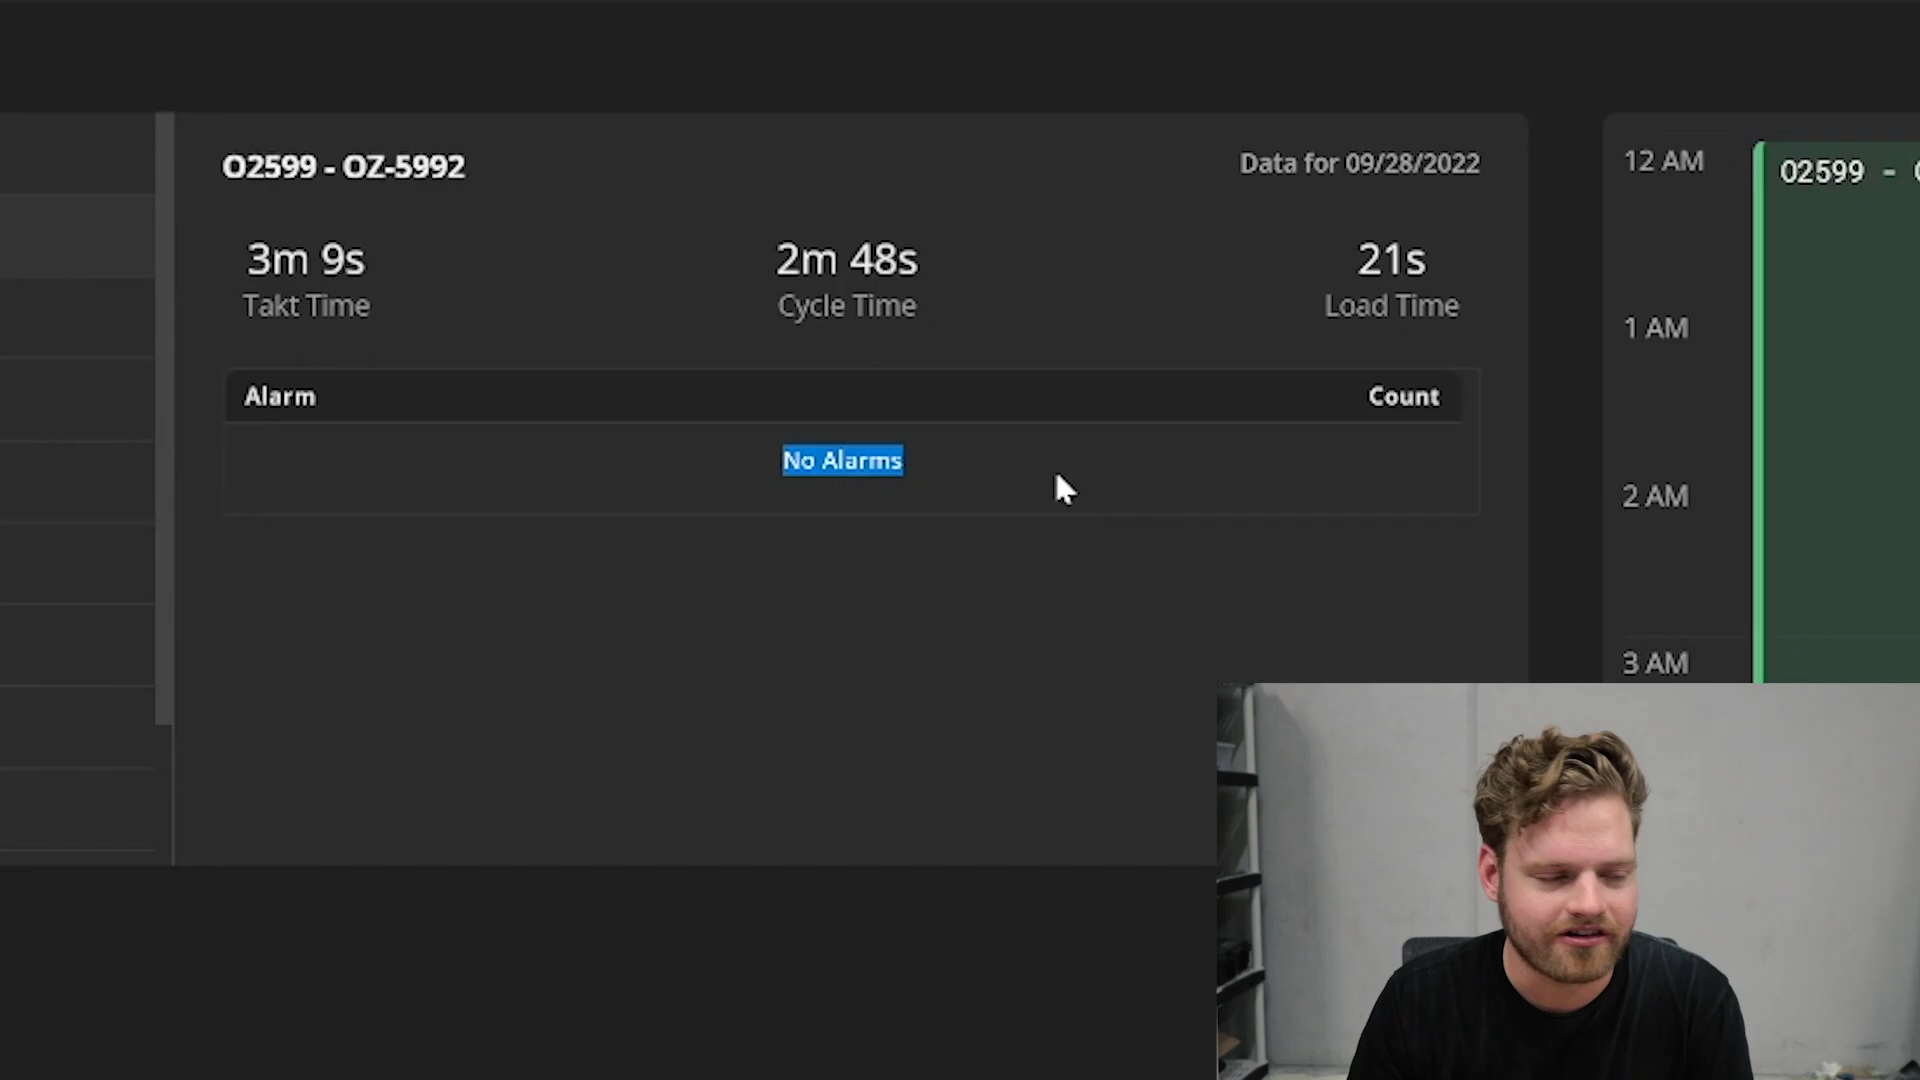 O2599 - OZ-5992
Data for 09/28/2022
3m 9s
Takt Time
2m 48s
Cycle Time
21s
Load Time
Alarm
Count
No Alarms
12 AM
1 AM
2 AM
3 AM
O2599 -